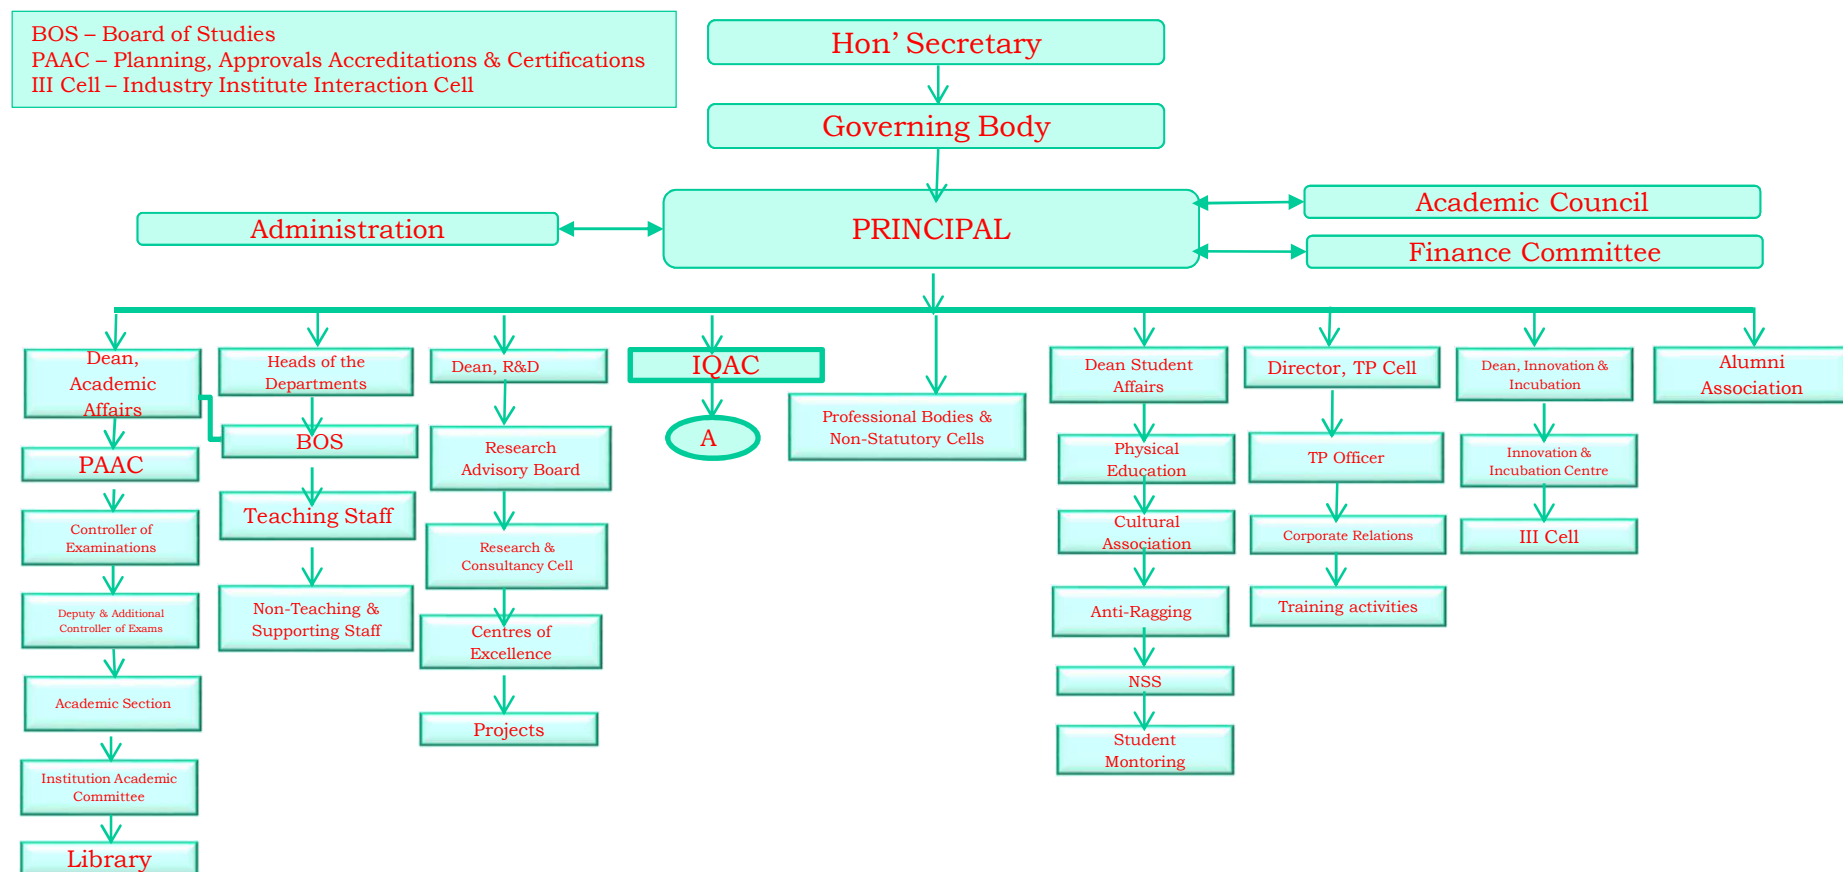 BOS – Board of Studies
PAAC – Planning, Approvals Accreditations & Certifications
III Cell – Industry Institute Interaction Cell
Hon’ Secretary
Governing Body
PRINCIPAL
Administration
Academic Council
Finance Committee
Dean,
Academic
Affairs
PAAC
Controller of
Examinations
Deputy & Additional
Controller of Exams
Academic Section
Institution Academic
Committee
Library
Heads of the
Departments
BOS
Teaching Staff
Non-Teaching &
Supporting Staff
Dean, R&D
Research
Advisory Board
Research &
Consultancy Cell
Centres of
Excellence
Projects
IQAC
A
Professional Bodies &
Non-Statutory Cells
Dean Student
Affairs
Physical
Education
Cultural
Association
Anti-Ragging
NSS
Student
Montoring
Director, TP Cell
TP Officer
Corporate Relations
Training activities
Dean, Innovation &
Incubation
Innovation &
Incubation Centre
III Cell
Alumni
Association